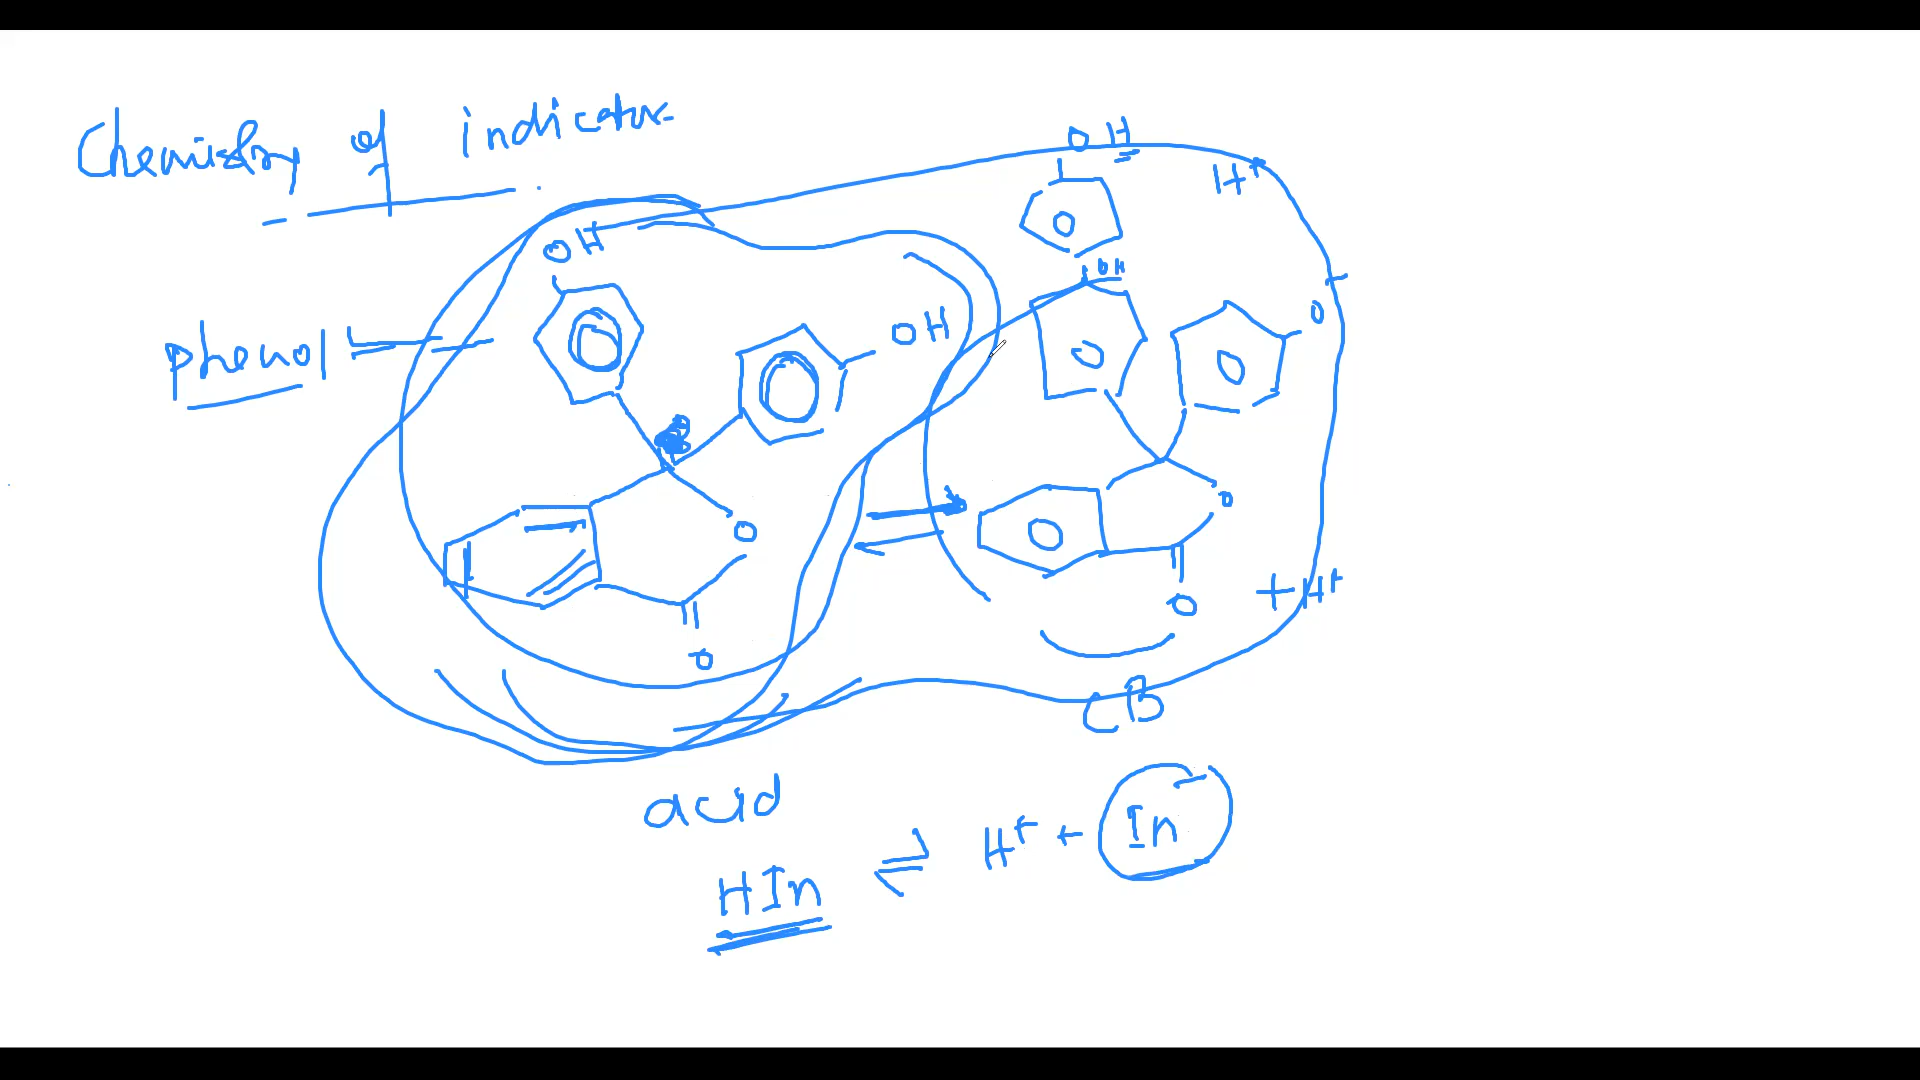 Chemistry of indicator
OH H+
OH
OH
O-
OH
phenol
O
O
O
O
+ H+
CB
acid
HIn ⇌ H+ + In-